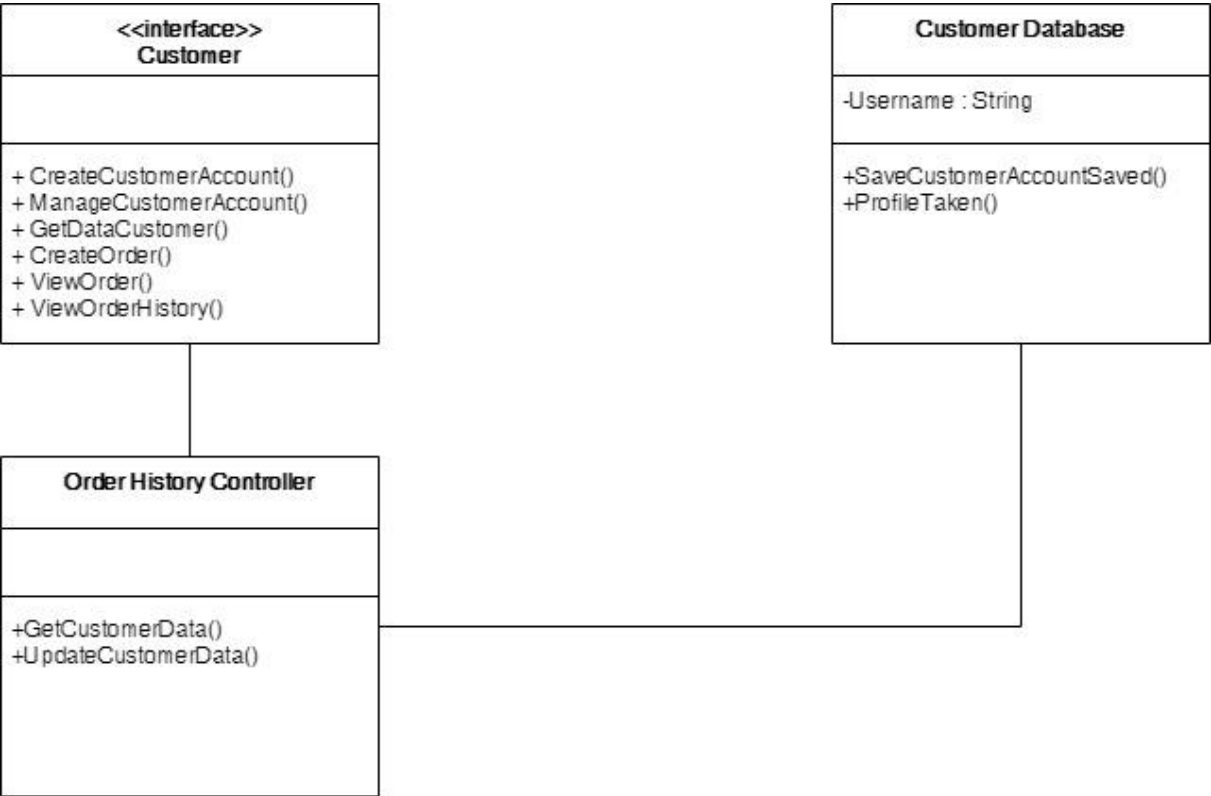 <<interface>>
Customer
+ CreateCustomerAccount()
+ ManageCustomerAccount()
+ GetDataCustomer()
+ CreateOrder()
+ ViewOrder()
+ ViewOrderHistory()
Customer Database
-Username : String
+SaveCustomerAccountSaved()
+ProfileTaken()
Order History Controller
+GetCustomerData()
+UpdateCustomerData()